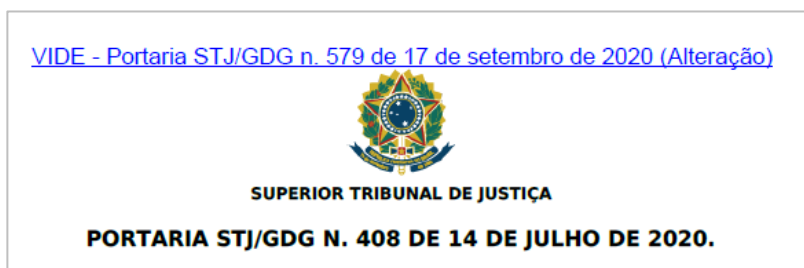 VIDE - Portaria STJ/GDG n. 579 de 17 de setembro de 2020 (Alteração)
SUPERIOR TRIBUNAL DE JUSTIÇA
PORTARIA STJ/GDG N. 408 DE 14 DE JULHO DE 2020.